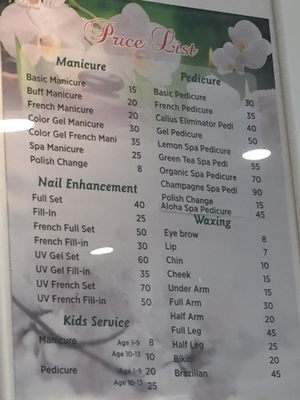 Price List
Manicure
Basic Manicure 15
Buff Manicure 20
French Manicure 20
Color Gel Manicure 30
Color Gel French Mani 35
Spa Manicure 25
Polish Change 8
Nail Enhancement
Full Set 40
Fill-In 25
French Full Set 50
French Fill-in 30
UV Gel Set 60
UV Gel Fill-in 35
UV French Set 70
UV French Fill-in 50
Kids Service
Manicure Age 1-9 8
Age 10-13 10
Pedicure Age 1-9 20
Age 10-13 25
Pedicure
Basic Pedicure 30
French Pedicure 35
Callus Eliminator Pedi 40
Gel Pedicure 50
Lemon Spa Pedicure
Green Tea Spa Pedi 55
Organic Spa Pedicure 70
Champagne Spa Pedi 90
Polish Change 15
Aloha Spa Pedicure 45
Waxing
Eye brow 8
Lip 7
Chin 10
Cheek 15
Under Arm 20
Full Arm 30
Half Arm 20
Full Leg 45
Half Leg 25
Bikini 20
Brazilian 45